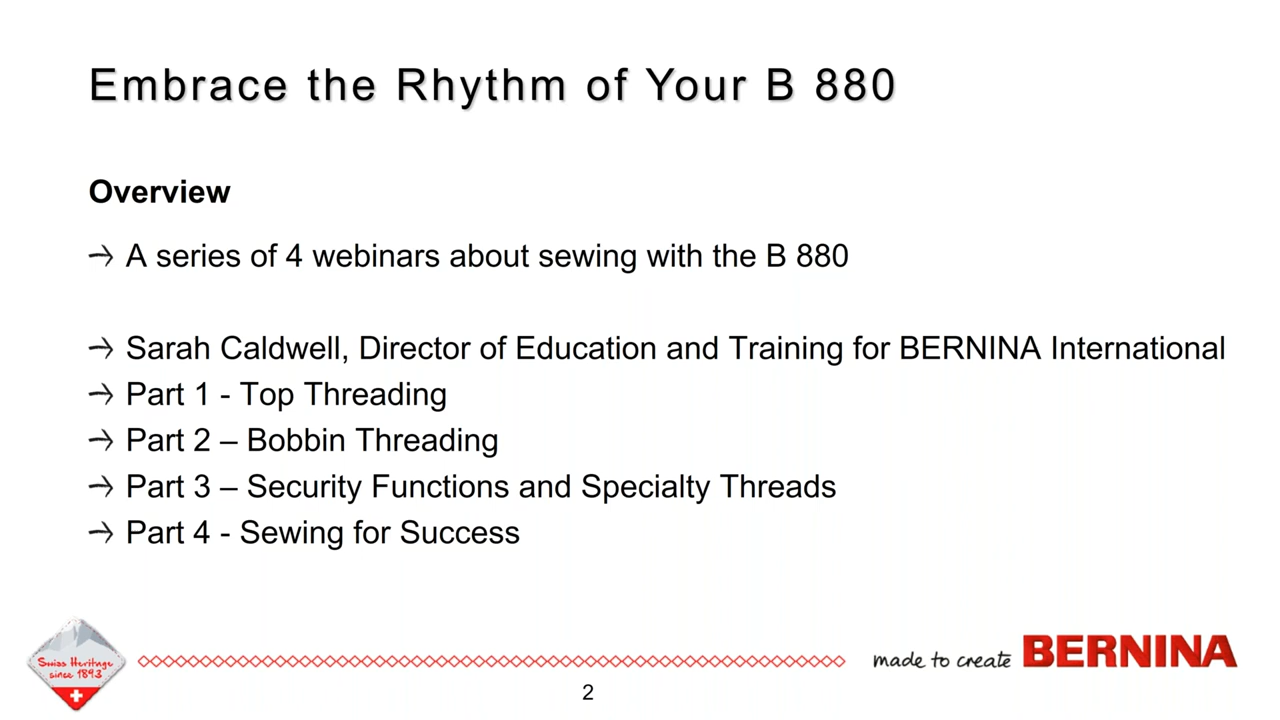 Embrace the Rhythm of Your B 880
Overview
→ A series of 4 webinars about sewing with the B 880
→ Sarah Caldwell, Director of Education and Training for BERNINA International
→ Part 1 - Top Threading
→ Part 2 – Bobbin Threading
→ Part 3 – Security Functions and Specialty Threads
→ Part 4 - Sewing for Success
Swiss Heritage
since 1893
made to create BERNINA
2